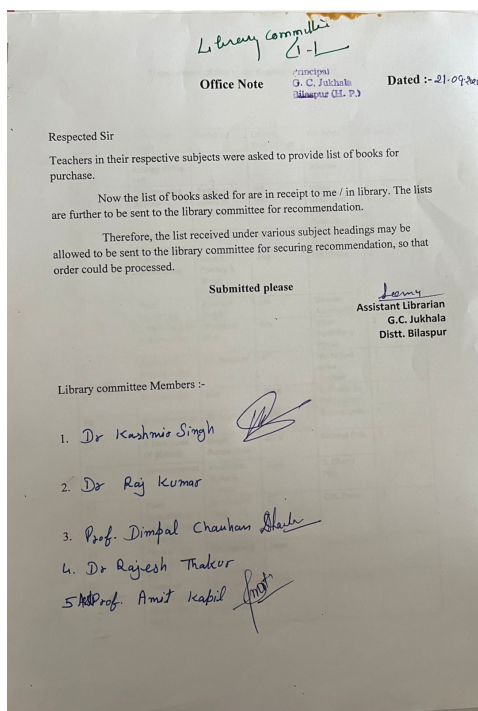 Library Committee
Principal
G. C. Jukhala
Bilaspur (H. P.)
Office Note
Dated :- 21.09.
Respected Sir
Teachers in their respective subjects were asked to provide list of books for
purchase.
Now the list of books asked for are in receipt to me / in library. The lists
are further to be sent to the library committee for recommendation.
Therefore, the list received under various subject headings may be
allowed to be sent to the library committee for securing recommendation, so that
order could be processed.
Submitted please
Assistant Librarian
G.C. Jukhala
Distt. Bilaspur
Library committee Members :-
1. Dr Kashmir Singh
2. Dr Raj Kumar
3. Prof. Dimpal Chauhan
4. Dr Rajesh Thakur
5 Prof. Amit Kapil